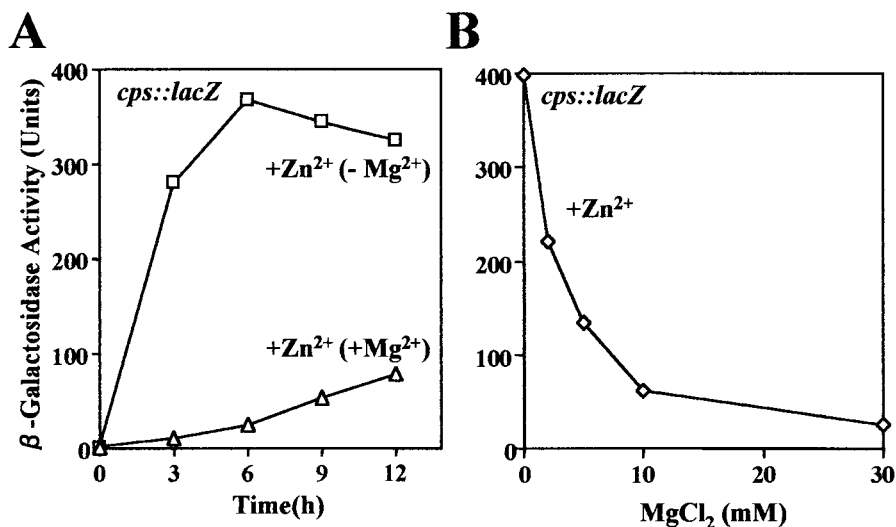 A
β-Galactosidase Activity (Units)
400
300
200
100
0
cps::lacZ
+Zn²⁺ (- Mg²⁺)
+Zn²⁺ (+Mg²⁺)
0 3 6 9 12
Time(h)
B
400
300
200
100
0
cps::lacZ
+Zn²⁺
0 10 20 30
MgCl₂ (mM)